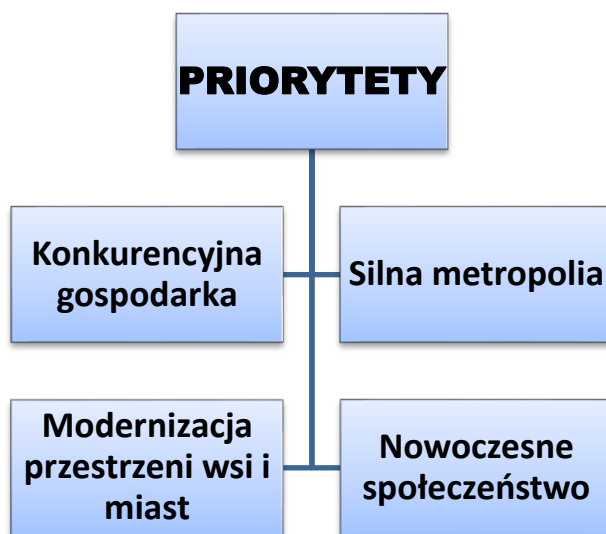 PRIORYTETY
Konkurencyjna
gospodarka
Silna metropolia
Modernizacja
przestrzeni wsi i
miast
Nowoczesne
społeczeństwo